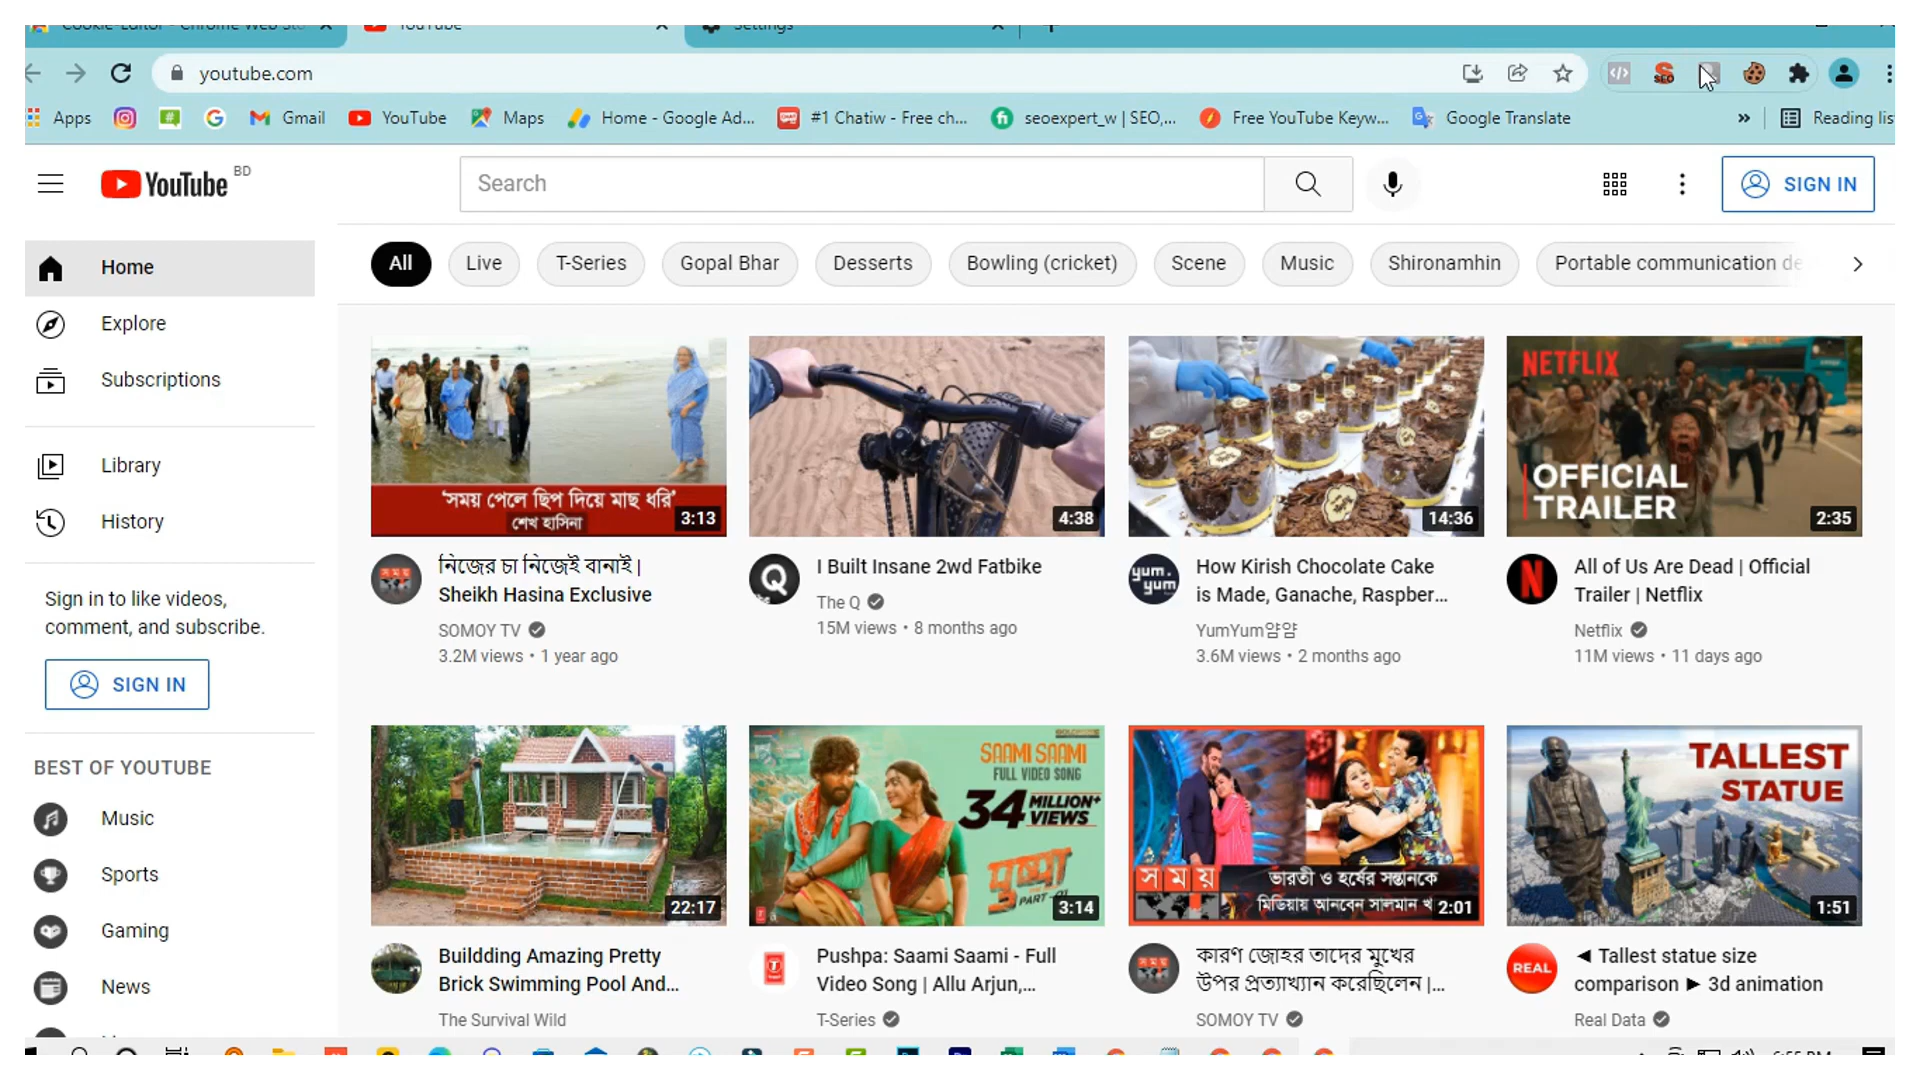 YouTube
Settings
youtube.com
Apps
Gmail
YouTube
Maps
Home - Google Ad...
#1 Chatiw - Free ch...
seoexpert_w | SEO,...
Free YouTube Keyw...
Google Translate
»
Reading lis
YouTube BD
Search
SIGN IN
Home
Explore
Subscriptions
Library
History
Sign in to like videos,
comment, and subscribe.
SIGN IN
BEST OF YOUTUBE
Music
Sports
Gaming
News
All
Live
T-Series
Gopal Bhar
Desserts
Bowling (cricket)
Scene
Music
Shironamhin
Portable communication de
'সময় পেলে ছিপ দিয়ে মাছ ধরি'
শেখ হাসিনা
3:13
4:38
14:36
NETFLIX
OFFICIAL
TRAILER
2:35
নিজের চা নিজেই বানাই |
Sheikh Hasina Exclusive
SOMOY TV
3.2M views • 1 year ago
I Built Insane 2wd Fatbike
The Q
15M views • 8 months ago
yum.
yum
How Kirish Chocolate Cake
is Made, Ganache, Raspber...
YumYum얌얌
3.6M views • 2 months ago
All of Us Are Dead | Official
Trailer | Netflix
Netflix
11M views • 11 days ago
22:17
SAAMI SAAMI
FULL VIDEO SONG
34 MILLION+
VIEWS
पुष्पा
PART-01
3:14
সময়
ভারতী ও হর্ষের সন্তানকে
মিডিয়ায় আনবেন সালমান খ
2:01
TALLEST
STATUE
1:51
Buildding Amazing Pretty
Brick Swimming Pool And...
The Survival Wild
Pushpa: Saami Saami - Full
Video Song | Allu Arjun,...
T-Series
কারণ জোহর তাদের মুখের
উপর প্রত্যাখ্যান করেছিলেন |...
SOMOY TV
REAL
◄ Tallest statue size
comparison ► 3d animation
Real Data